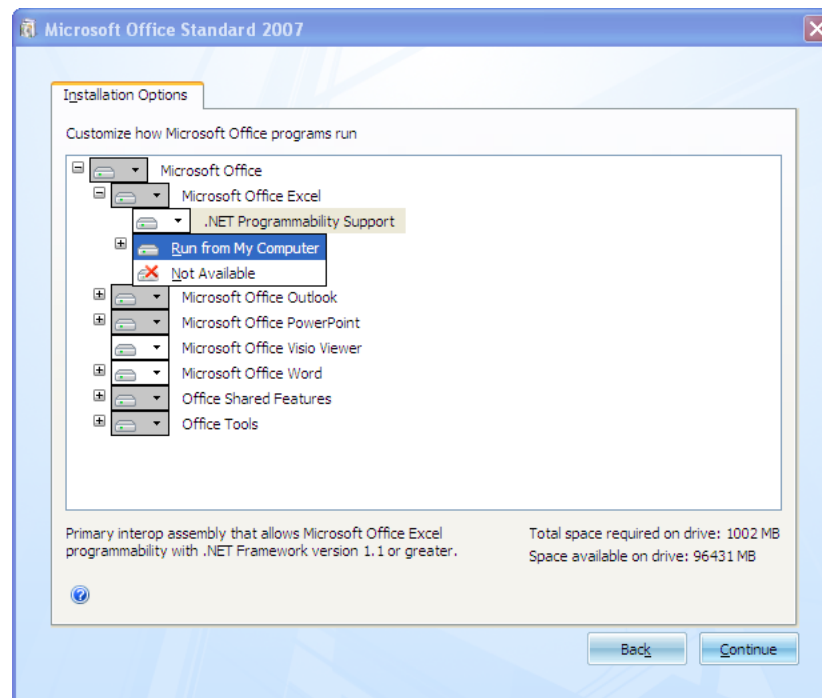 Microsoft Office Standard 2007
Installation Options
Customize how Microsoft Office programs run
Microsoft Office
Microsoft Office Excel
.NET Programmability Support
Run from My Computer
Not Available
Microsoft Office Outlook
Microsoft Office PowerPoint
Microsoft Office Visio Viewer
Microsoft Office Word
Office Shared Features
Office Tools
Primary interop assembly that allows Microsoft Office Excel
programmability with .NET Framework version 1.1 or greater.
Total space required on drive: 1002 MB
Space available on drive: 96431 MB
Back
Continue